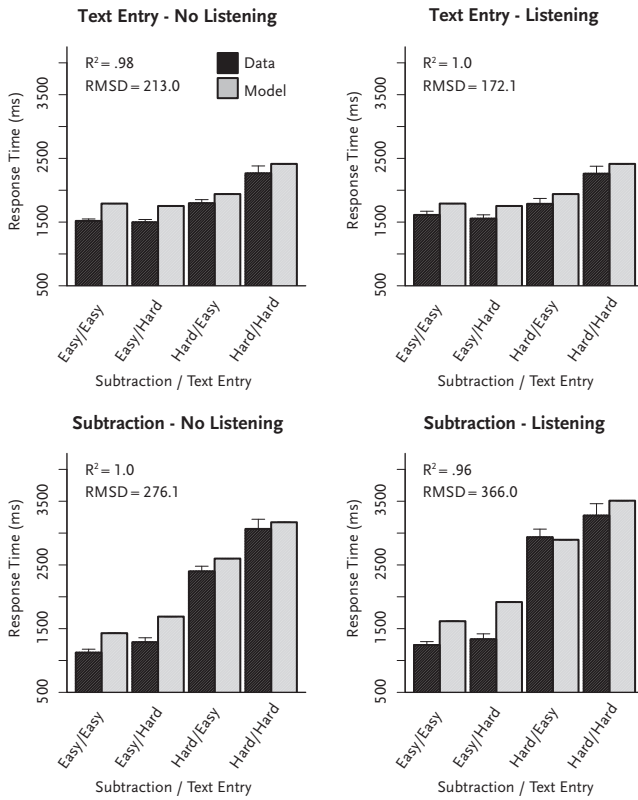 Text Entry - No Listening
R² = .98
RMSD = 213.0
Data
Model
Response Time (ms)
3500
2500
1500
500
Easy/Easy
Easy/Hard
Hard/Easy
Hard/Hard
Subtraction / Text Entry
Text Entry - Listening
R² = 1.0
RMSD = 172.1
Response Time (ms)
3500
2500
1500
500
Easy/Easy
Easy/Hard
Hard/Easy
Hard/Hard
Subtraction / Text Entry
Subtraction - No Listening
R² = 1.0
RMSD = 276.1
Response Time (ms)
3500
2500
1500
500
Easy/Easy
Easy/Hard
Hard/Easy
Hard/Hard
Subtraction / Text Entry
Subtraction - Listening
R² = .96
RMSD = 366.0
Response Time (ms)
3500
2500
1500
500
Easy/Easy
Easy/Hard
Hard/Easy
Hard/Hard
Subtraction / Text Entry